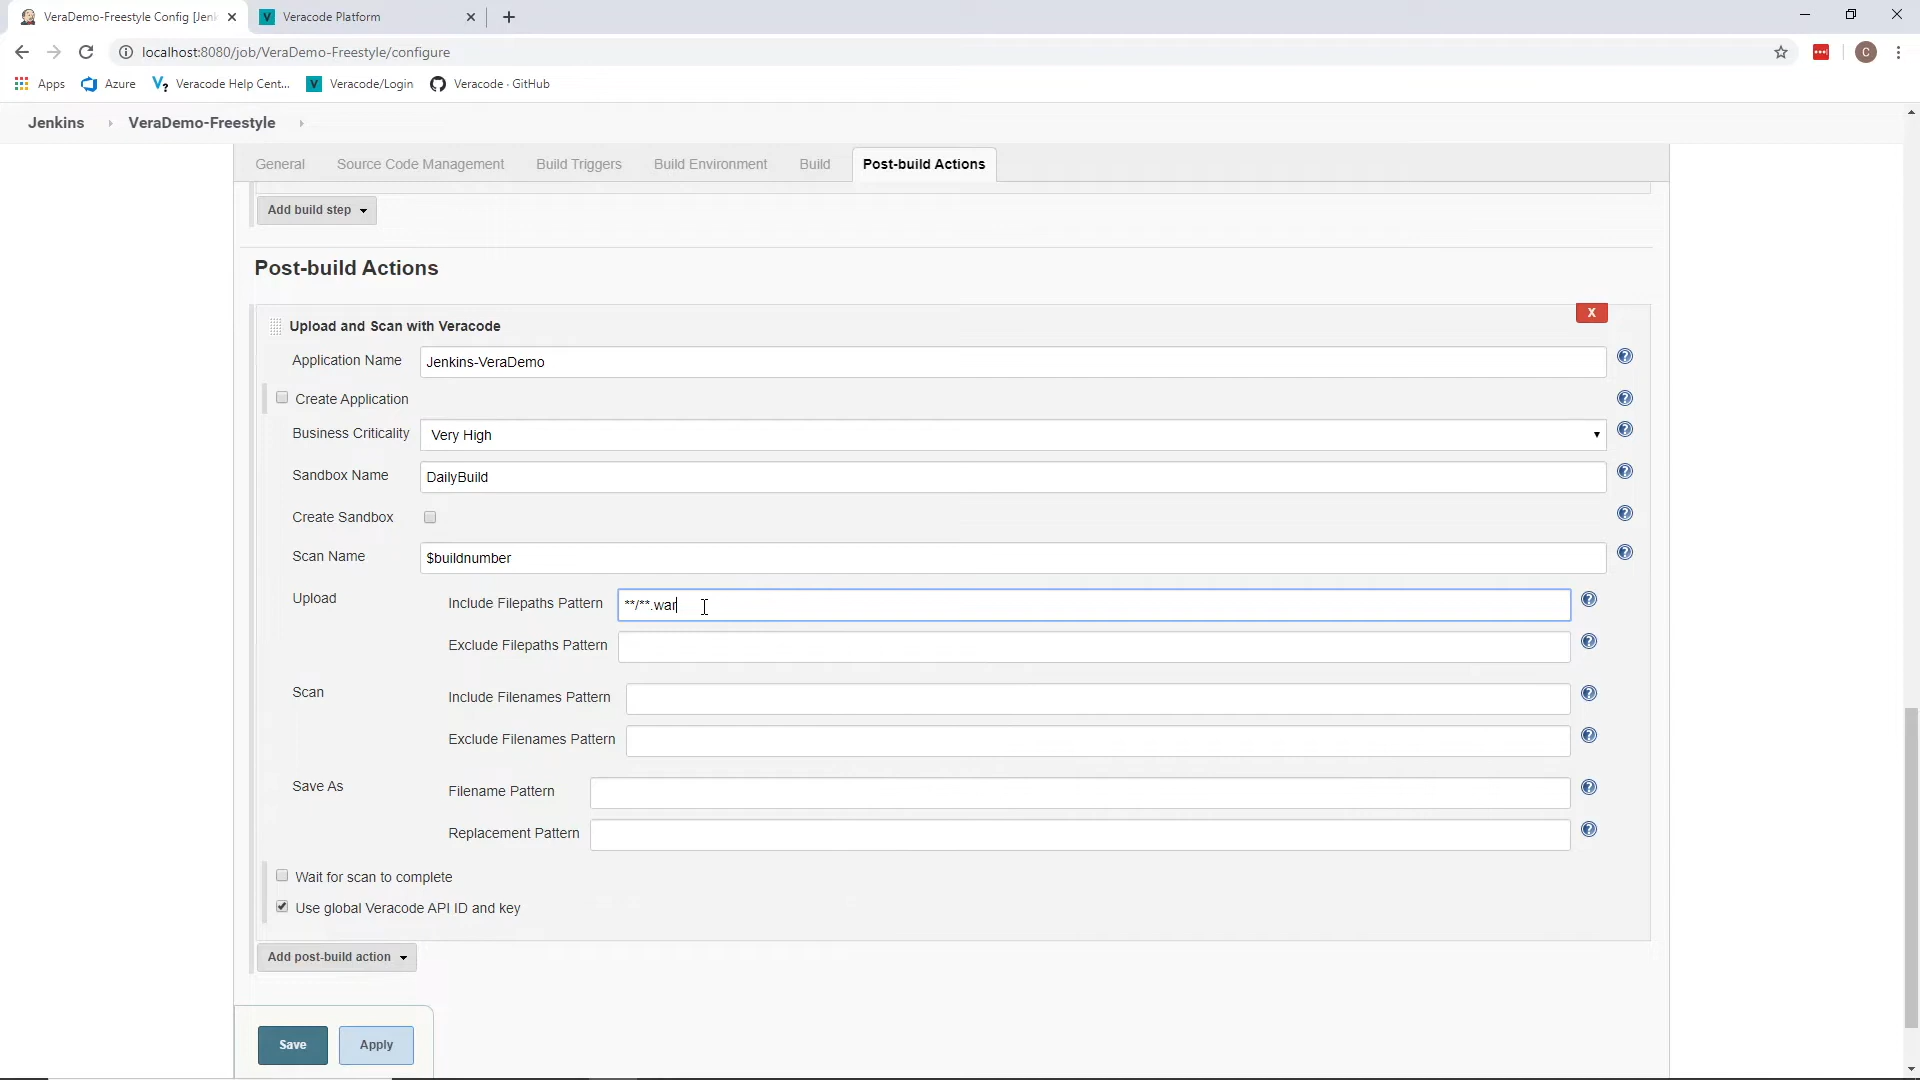 VeraDemo-Freestyle Config [Jenk
Veracode Platform
localhost:8080/job/VeraDemo-Freestyle/configure
C
Apps
Azure
Veracode Help Cent...
Veracode/Login
Veracode · GitHub
Jenkins
VeraDemo-Freestyle
General
Source Code Management
Build Triggers
Build Environment
Build
Post-build Actions
Add build step
Post-build Actions
X
Upload and Scan with Veracode
Application Name
Jenkins-VeraDemo
Create Application
Business Criticality
Very High
Sandbox Name
DailyBuild
Create Sandbox
Scan Name
$buildnumber
Upload
Include Filepaths Pattern
**/**.war
Exclude Filepaths Pattern
Scan
Include Filenames Pattern
Exclude Filenames Pattern
Save As
Filename Pattern
Replacement Pattern
Wait for scan to complete
Use global Veracode API ID and key
Add post-build action
Save
Apply